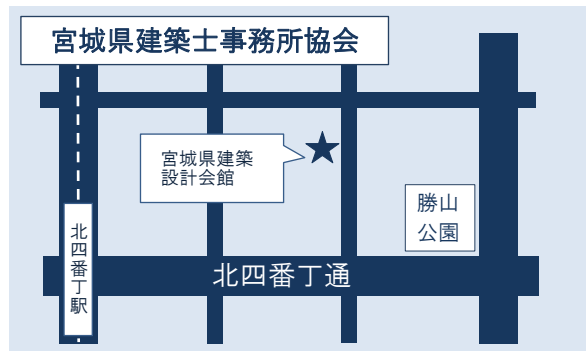 宮城県建築士事務所協会
宮城県建築
設計会館
勝山
公園
北四番丁駅
北四番丁通